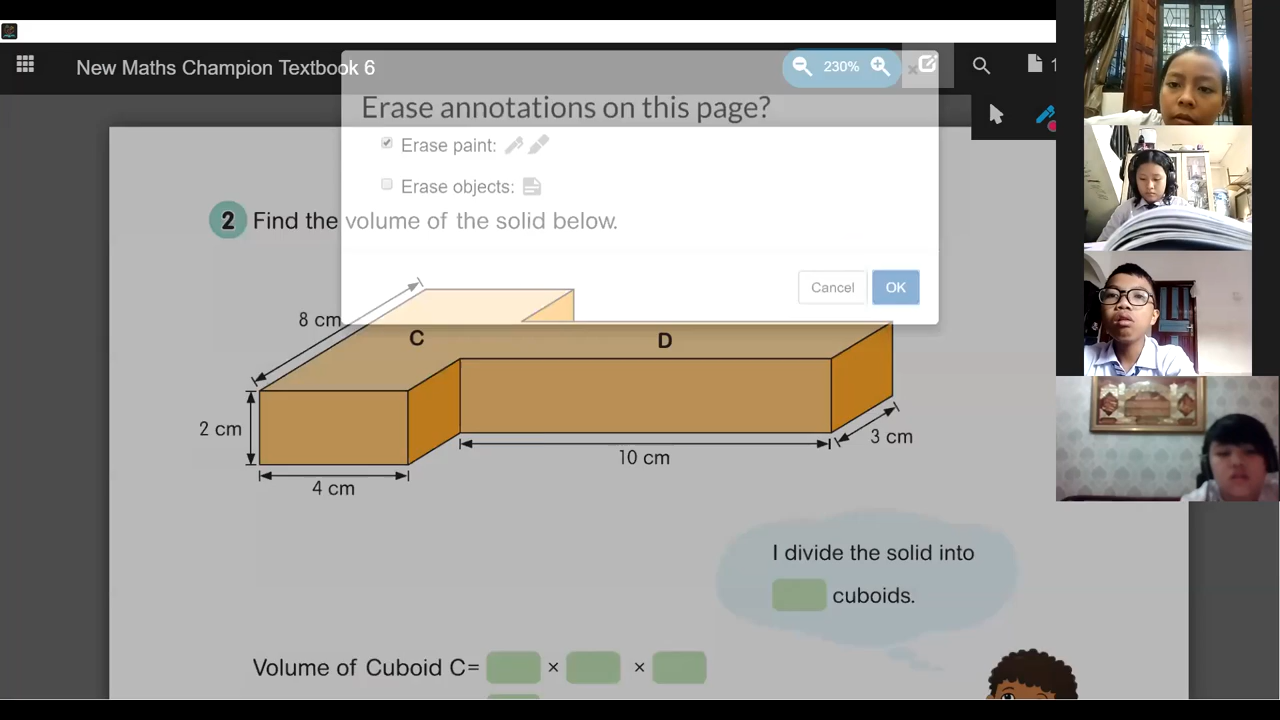 New Maths Champion Textbook 6
230%
1
Erase annotations on this page?
Erase paint:
Erase objects:
2 Find the volume of the solid below.
Cancel
OK
8 cm
C
D
2 cm
3 cm
10 cm
4 cm
I divide the solid into
cuboids.
Volume of Cuboid C= × ×